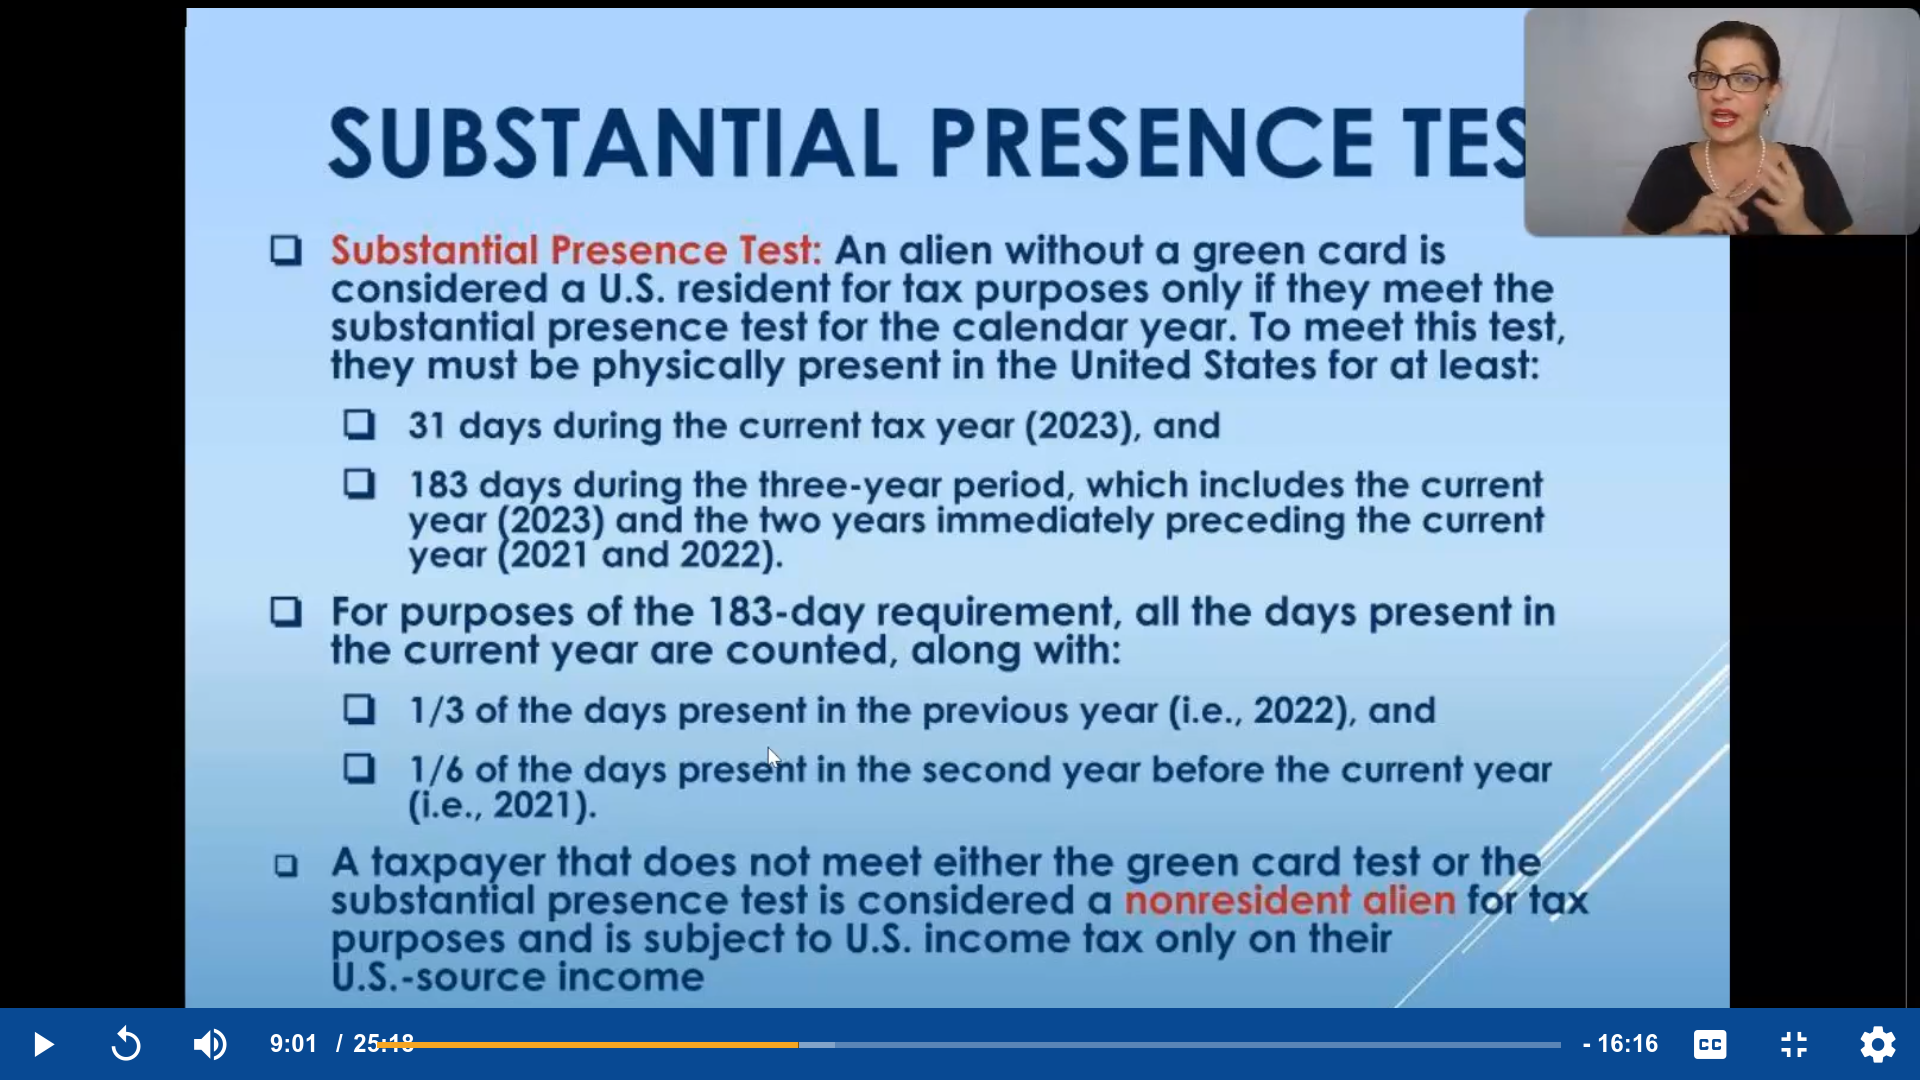 SUBSTANTIAL PRESENCE TES
Substantial Presence Test: An alien without a green card is
considered a U.S. resident for tax purposes only if they meet the
substantial presence test for the calendar year. To meet this test,
they must be physically present in the United States for at least:
31 days during the current tax year (2023), and
183 days during the three-year period, which includes the current
year (2023) and the two years immediately preceding the current
year (2021 and 2022).
For purposes of the 183-day requirement, all the days present in
the current year are counted, along with:
1/3 of the days present in the previous year (i.e., 2022), and
1/6 of the days present in the second year before the current year
(i.e., 2021).
A taxpayer that does not meet either the green card test or the
substantial presence test is considered a nonresident alien for tax
purposes and is subject to U.S. income tax only on their
U.S.-source income
9:01 / 25:18 - 16:16 CC